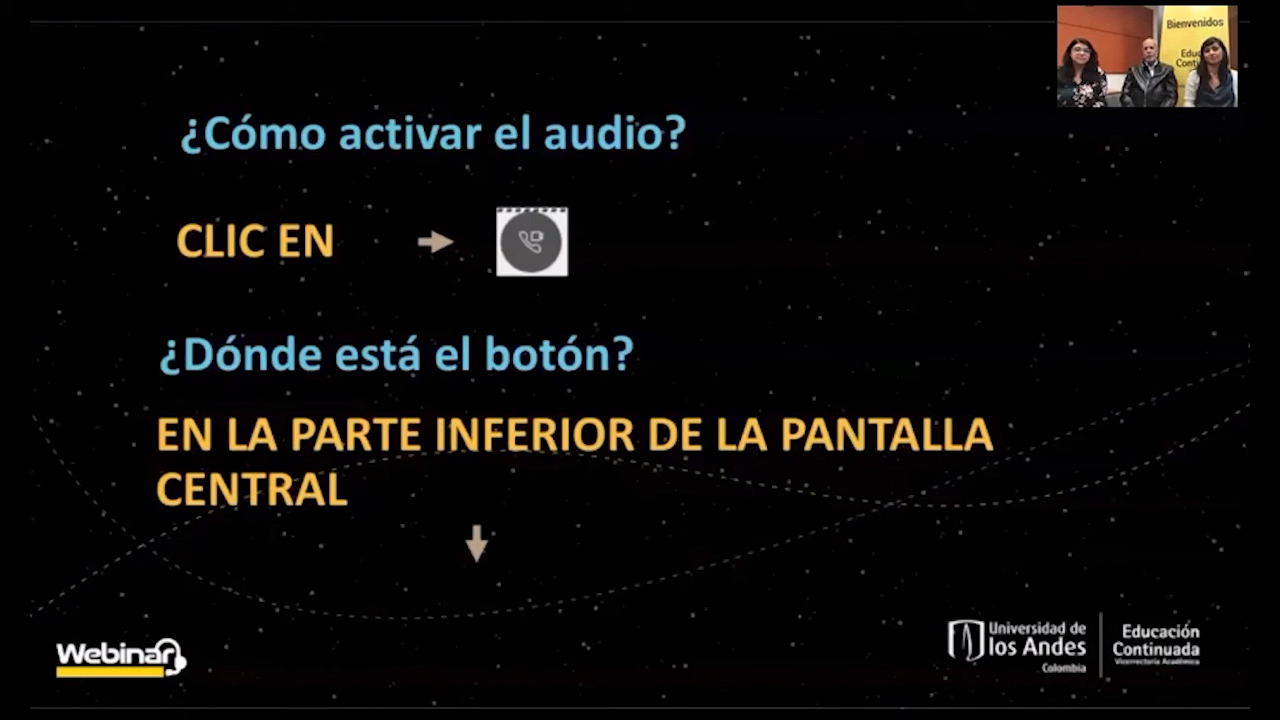 Bienvenidos
¿Cómo activar el audio?
CLIC EN
¿Dónde está el botón?
EN LA PARTE INFERIOR DE LA PANTALLA
CENTRAL
Webinar
Universidad de
los Andes
Colombia
Educación
Continuada
Vicerrectoría Académica